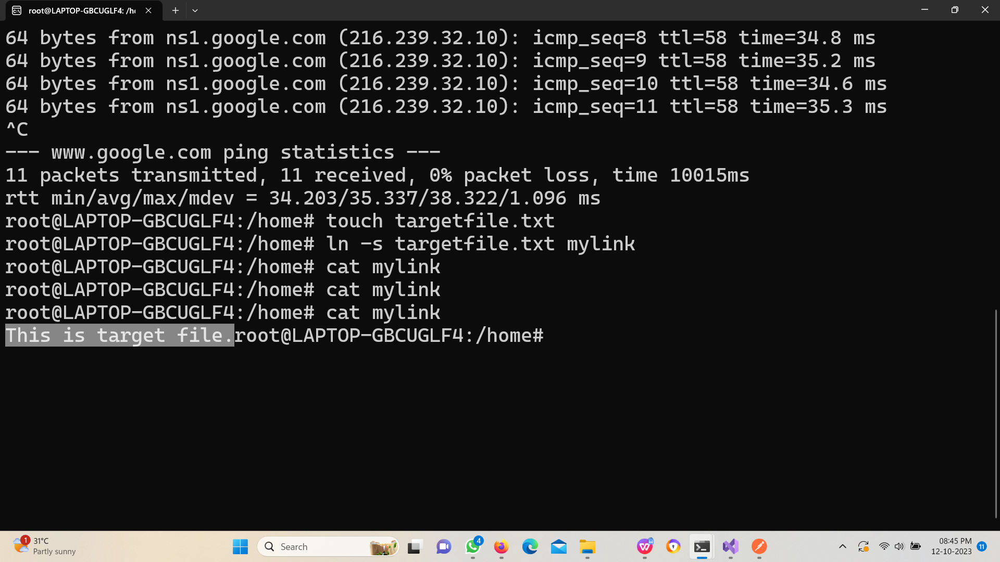 root@LAPTOP-GBCUGLF4: /h
64 bytes from ns1.google.com (216.239.32.10): icmp_seq=8 ttl=58 time=34.8 ms
64 bytes from ns1.google.com (216.239.32.10): icmp_seq=9 ttl=58 time=35.2 ms
64 bytes from ns1.google.com (216.239.32.10): icmp_seq=10 ttl=58 time=34.6 ms
64 bytes from ns1.google.com (216.239.32.10): icmp_seq=11 ttl=58 time=35.3 ms
^C
--- www.google.com ping statistics ---
11 packets transmitted, 11 received, 0% packet loss, time 10015ms
rtt min/avg/max/mdev = 34.203/35.337/38.322/1.096 ms
root@LAPTOP-GBCUGLF4:/home# touch targetfile.txt
root@LAPTOP-GBCUGLF4:/home# ln -s targetfile.txt mylink
root@LAPTOP-GBCUGLF4:/home# cat mylink
root@LAPTOP-GBCUGLF4:/home# cat mylink
root@LAPTOP-GBCUGLF4:/home# cat mylink
This is target file.root@LAPTOP-GBCUGLF4:/home#
1
31°C
Partly sunny
Search
4
08:45 PM
12-10-2023
11